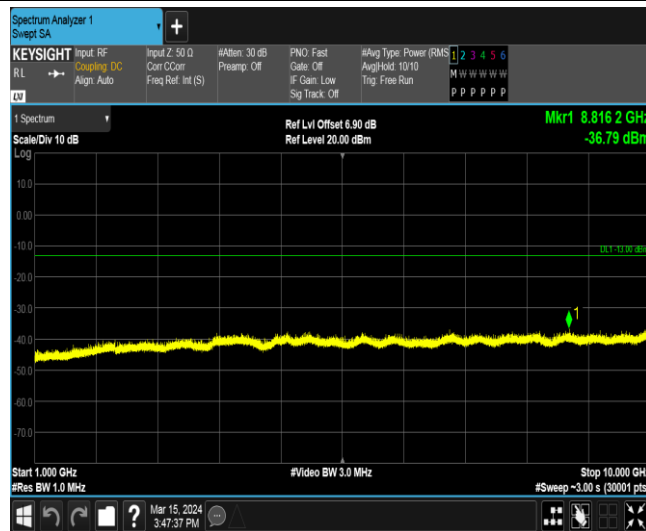 Spectrum Analyzer 1
Swept SA
+
KEYSIGHT
RL
Input: RF
Coupling: DC
Align: Auto
Input Z: 50 Ω
Corr CCorr
Freq Ref: Int (S)
#Atten: 30 dB
Preamp: Off
PNO: Fast
Gate: Off
IF Gain: Low
Sig Track: Off
#Avg Type: Power (RMS
Avg|Hold: 10/10
Trig: Free Run
1 2 3 4 5 6
M W W W W W
P P P P P P
LXI
1 Spectrum
Scale/Div 10 dB
Ref Lvl Offset 6.90 dB
Ref Level 20.00 dBm
Mkr1 8.816 2 GHz
-36.79 dBm
Log
10.0
0.00
-10.0
DL1 -13.00 dBm
-20.0
-30.0
1
-40.0
-50.0
-60.0
-70.0
Start 1.000 GHz
#Video BW 3.0 MHz
Stop 10.000 GHz
#Res BW 1.0 MHz
#Sweep ~3.00 s (30001 pts
?
Mar 15, 2024
3:47:37 PM